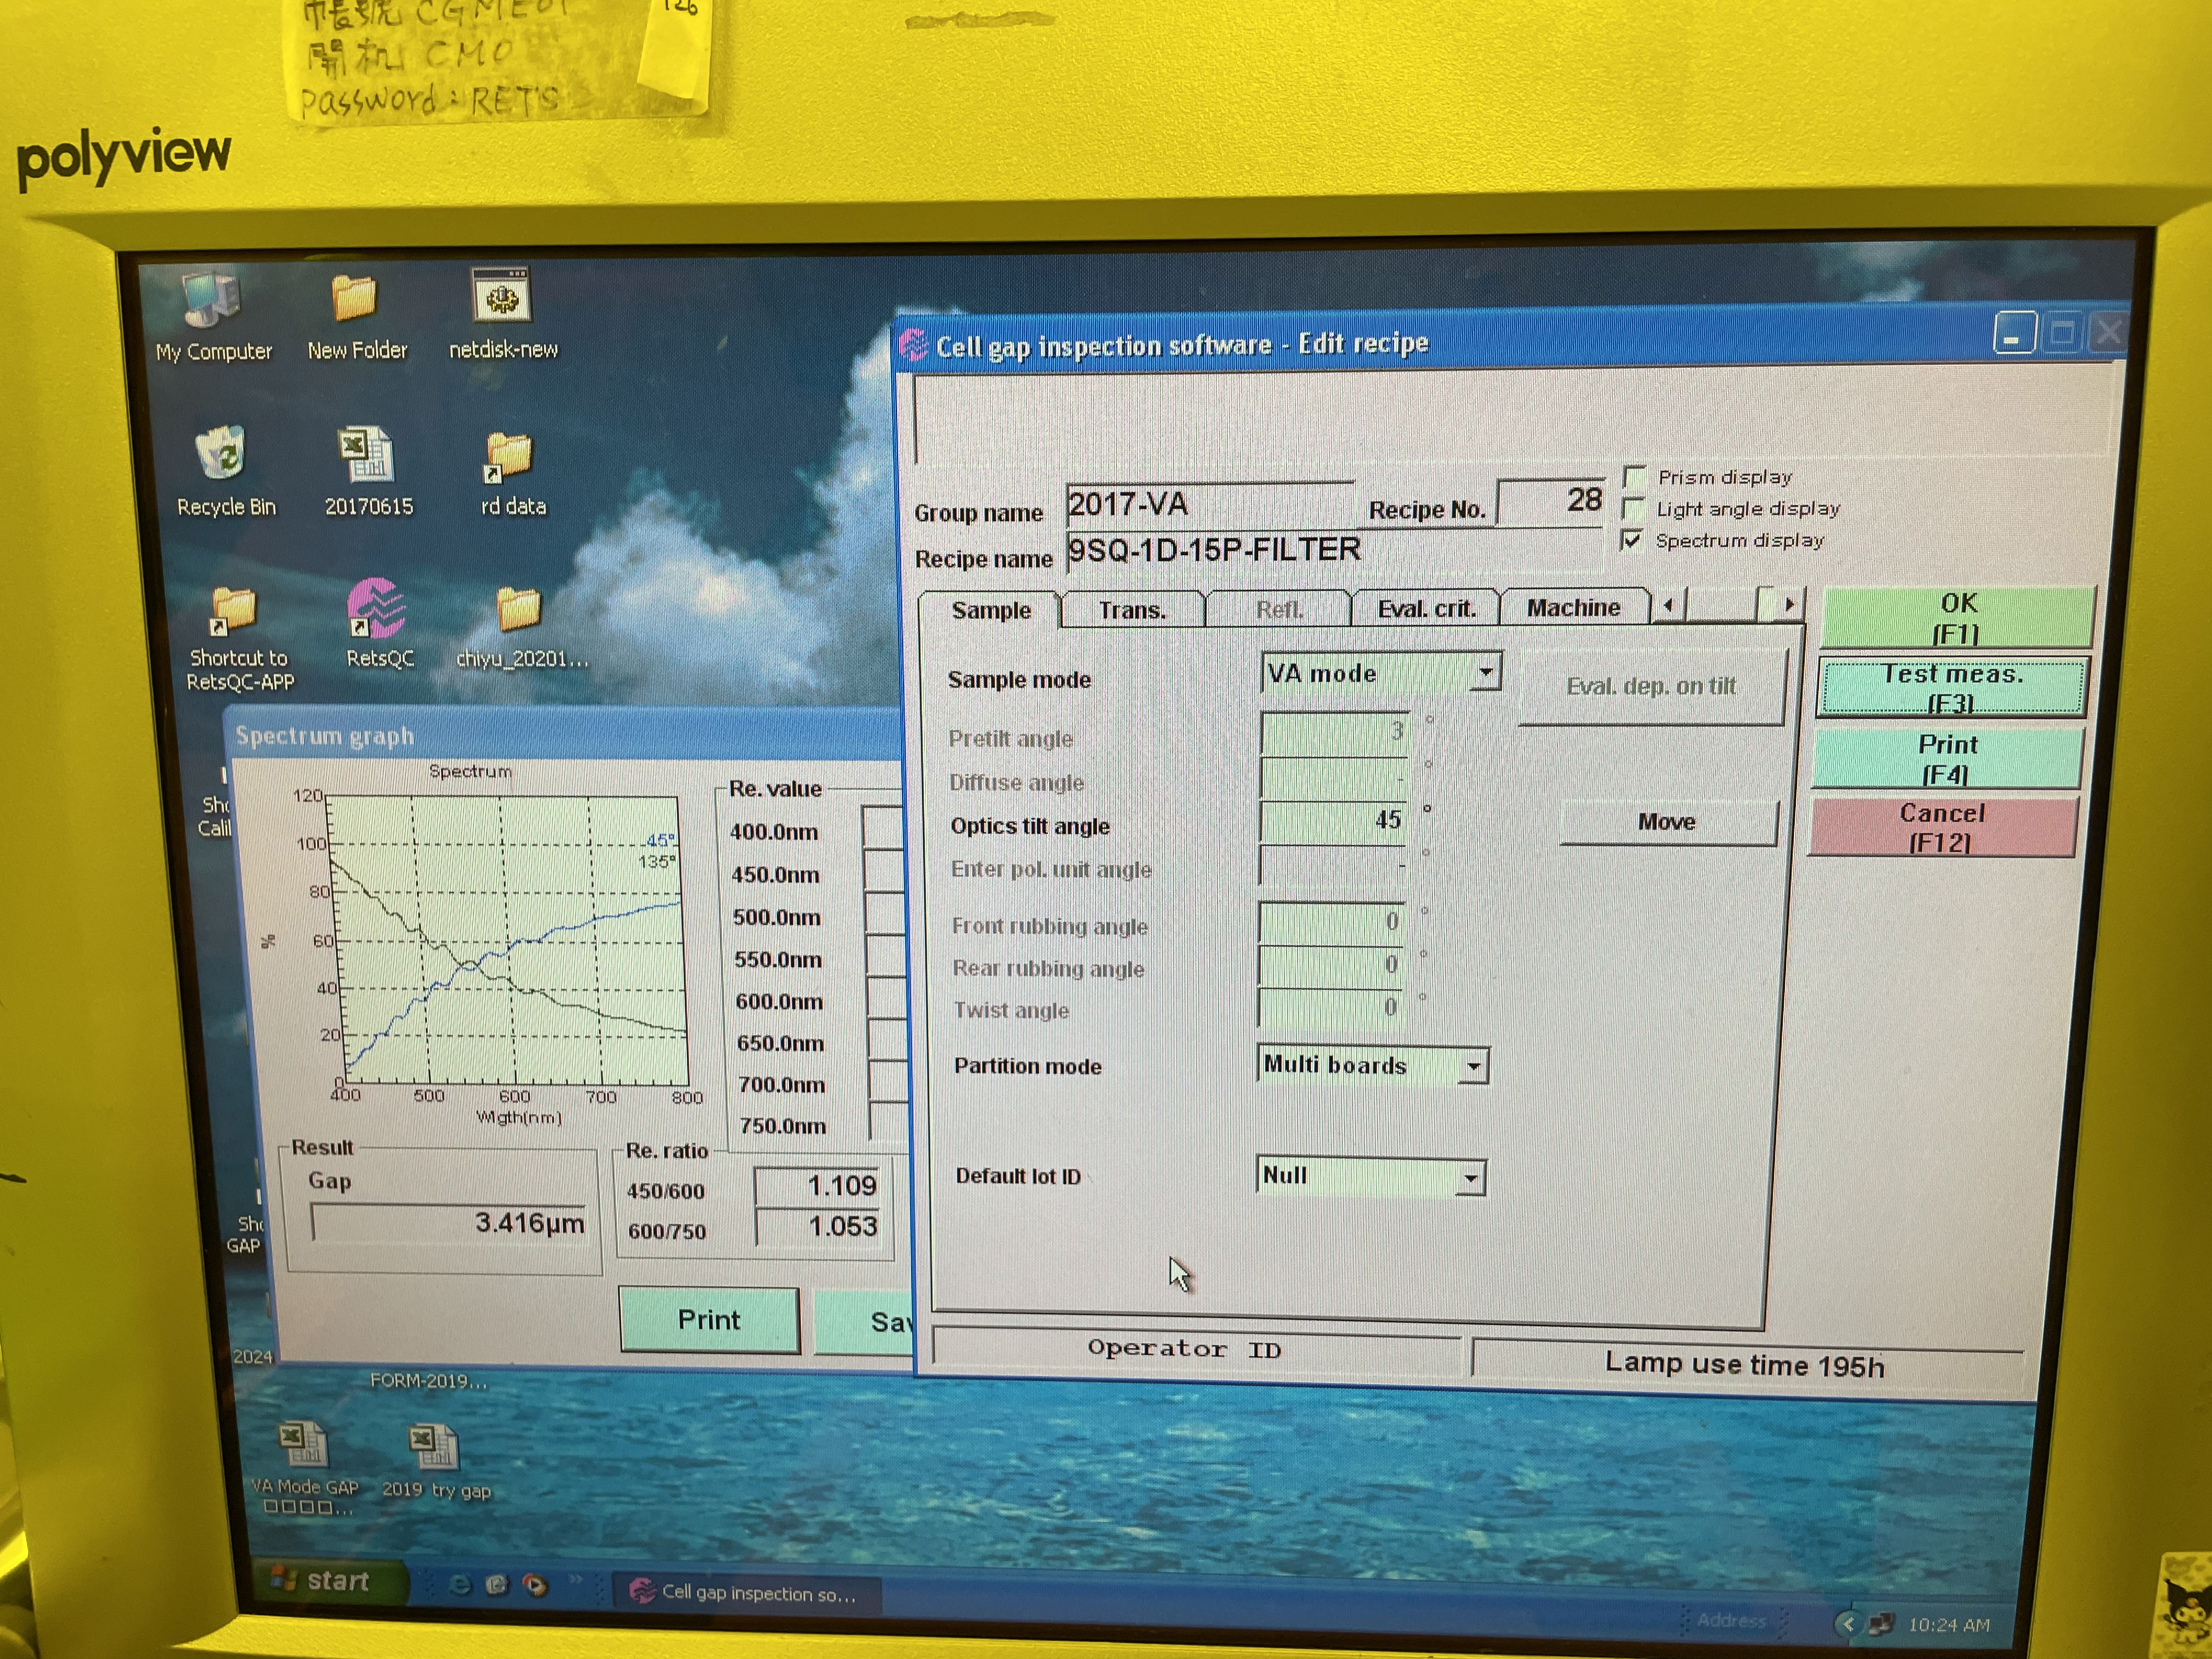 帳號 CGME01
開机 CMO
password : RETS
126
polyview
My Computer
New Folder
netdisk-new
Recycle Bin
20170615
rd data
Shortcut to
RetsQC-APP
RetsQC
chiyu_20201...
Sho
Cali
Sho
GAP
2024
FORM-2019...
VA Mode GAP
□□□□...
2019 try gap
Spectrum graph
Spectrum
120
100
80
60
40
20
0
%
45°
135°
400
500
600
700
800
Wlgth(nm)
Re. value
400.0nm
450.0nm
500.0nm
550.0nm
600.0nm
650.0nm
700.0nm
750.0nm
Result
Gap
3.416µm
Re. ratio
450/600 1.109
600/750 1.053
Print
Sav
Cell gap inspection software - Edit recipe
Group name 2017-VA
Recipe No. 28
Recipe name 9SQ-1D-15P-FILTER
Prism display
Light angle display
Spectrum display
Sample
Trans.
Refl.
Eval. crit.
Machine
OK
(F1)
Test meas.
(F3)
Print
(F4)
Cancel
(F12)
Sample mode VA mode
Eval. dep. on tilt
Pretilt angle 3 °
Diffuse angle - °
Optics tilt angle 45 °
Move
Enter pol. unit angle - °
Front rubbing angle 0 °
Rear rubbing angle 0 °
Twist angle 0 °
Partition mode Multi boards
Default lot ID Null
Operator ID
Lamp use time 195h
start
Cell gap inspection so...
Address
10:24 AM